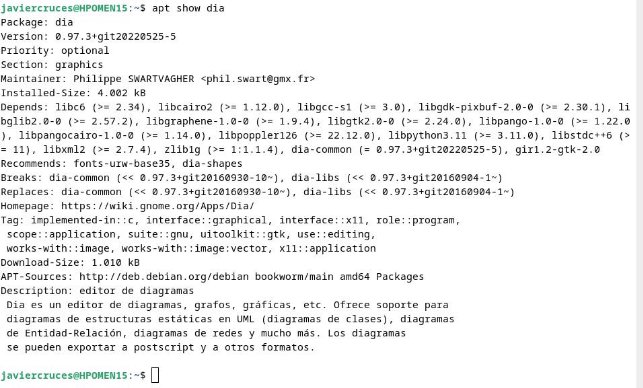 javiercruces@HPOMEN15:~$ apt show dia
Package: dia
Version: 0.97.3+git20220525-5
Priority: optional
Section: graphics
Maintainer: Philippe SWARTVAGHER <phil.swart@gmx.fr>
Installed-Size: 4.002 kB
Depends: libc6 (>= 2.34), libcairo2 (>= 1.12.0), libgcc-s1 (>= 3.0), libgdk-pixbuf-2.0-0 (>= 2.30.1), li
bglib2.0-0 (>= 2.57.2), libgraphene-1.0-0 (>= 1.9.4), libgtk2.0-0 (>= 2.24.0), libpango-1.0-0 (>= 1.22.0
), libpangocairo-1.0-0 (>= 1.14.0), libpoppler126 (>= 22.12.0), libpython3.11 (>= 3.11.0), libstdc++6 (>
= 11), libxml2 (>= 2.7.4), zlib1g (>= 1:1.1.4), dia-common (= 0.97.3+git20220525-5), gir1.2-gtk-2.0
Recommends: fonts-urw-base35, dia-shapes
Breaks: dia-common (<< 0.97.3+git20160930-10~), dia-libs (<< 0.97.3+git20160904-1~)
Replaces: dia-common (<< 0.97.3+git20160930-10~), dia-libs (<< 0.97.3+git20160904-1~)
Homepage: https://wiki.gnome.org/Apps/Dia/
Tag: implemented-in::c, interface::graphical, interface::x11, role::program,
 scope::application, suite::gnu, uitoolkit::gtk, use::editing,
 works-with::image, works-with::image:vector, x11::application
Download-Size: 1.010 kB
APT-Sources: http://deb.debian.org/debian bookworm/main amd64 Packages
Description: editor de diagramas
 Dia es un editor de diagramas, grafos, gráficas, etc. Ofrece soporte para
 diagramas de estructuras estáticas en UML (diagramas de clases), diagramas
 de Entidad-Relación, diagramas de redes y mucho más. Los diagramas
 se pueden exportar a postscript y a otros formatos.
javiercruces@HPOMEN15:~$